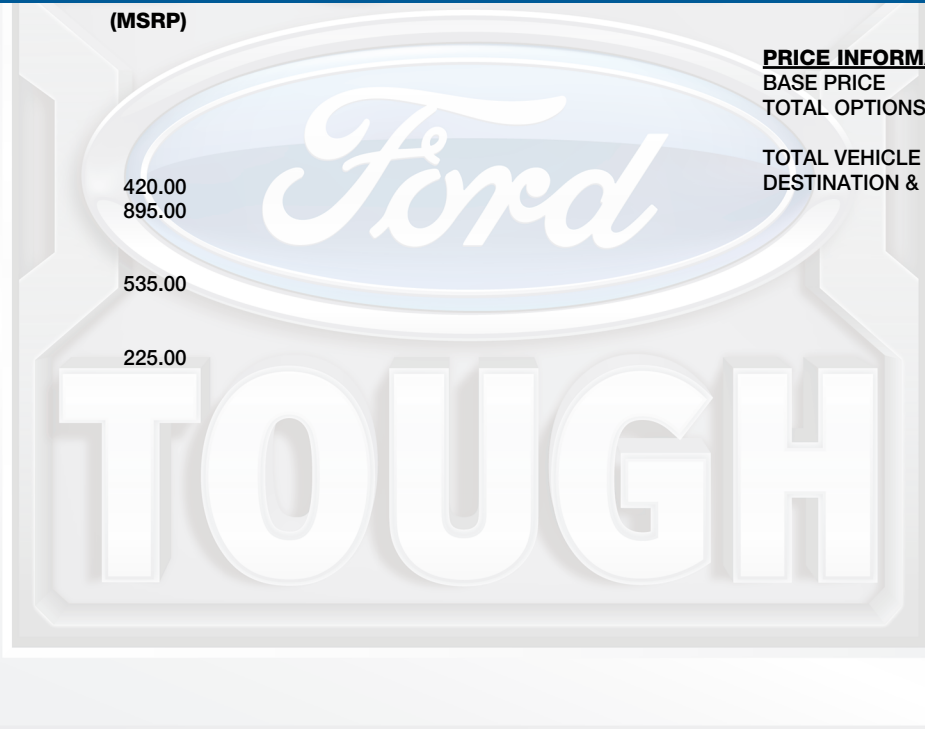 (MSRP)
420.00
895.00
535.00
225.00
PRICE INFORM
BASE PRICE
TOTAL OPTIONS
TOTAL VEHICLE
DESTINATION &
Ford
TOUGH